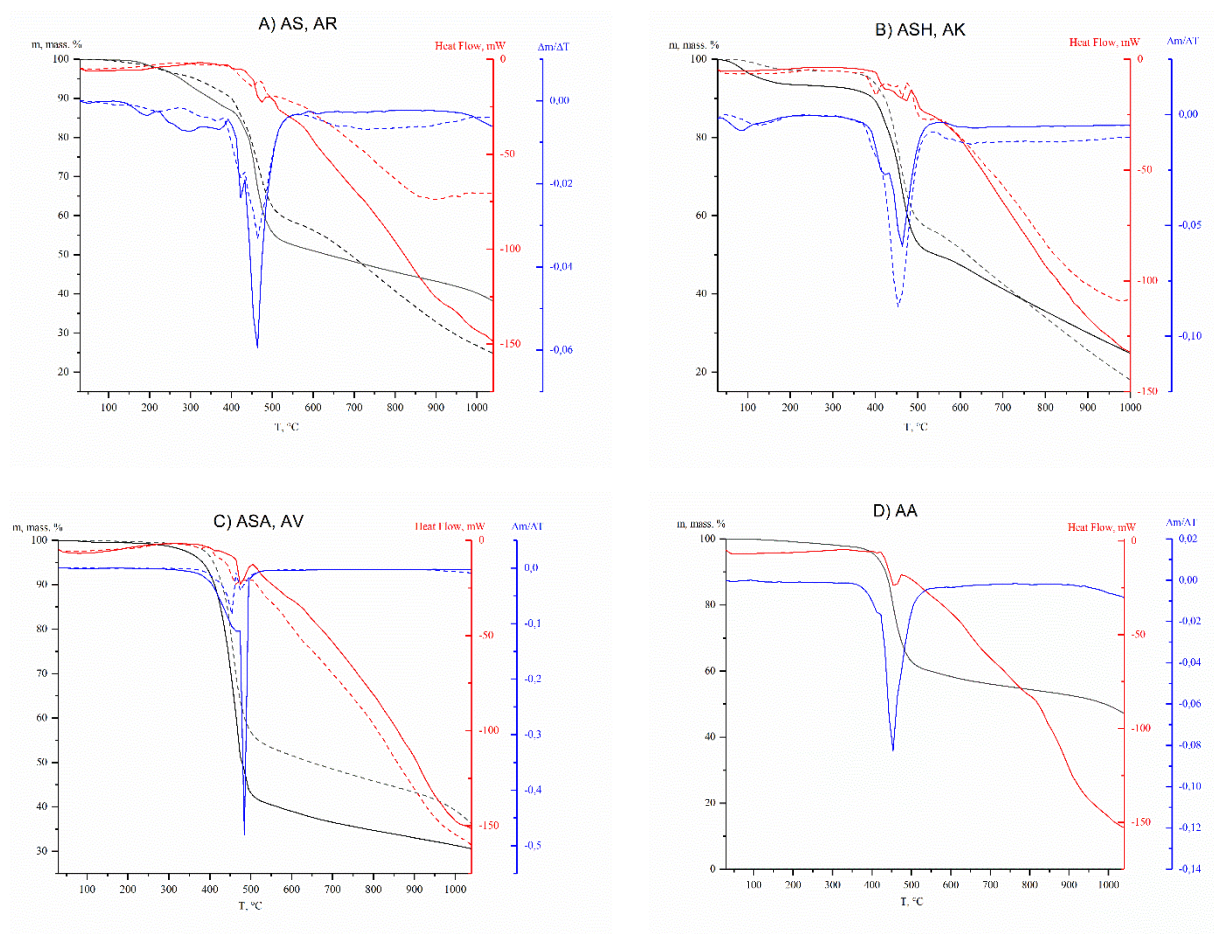 A) AS, AR
m, mass. %
Heat Flow, mW
Δm/ΔT
100
90
80
70
60
50
40
30
20
0
-50
-100
-150
0,00
-0,02
-0,04
-0,06
100 200 300 400 500 600 700 800 900 1000
T, °C
B) ASH, AK
m, mass. %
Heat Flow, mW
Δm/ΔT
100
80
60
40
20
0
-50
-100
-150
0,00
-0,05
-0,10
100 200 300 400 500 600 700 800 900 1000
T, °C
C) ASA, AV
m, mass. %
Heat Flow, mW
Δm/ΔT
100
90
80
70
60
50
40
30
0
-50
-100
-150
0,0
-0,1
-0,2
-0,3
-0,4
-0,5
100 200 300 400 500 600 700 800 900 1000
T, °C
D) AA
m, mass. %
Heat Flow, mW
Δm/ΔT
100
80
60
40
20
0
0
-50
-100
-150
0,02
0,00
-0,02
-0,04
-0,06
-0,08
-0,10
-0,12
-0,14
100 200 300 400 500 600 700 800 900 1000
T, °C